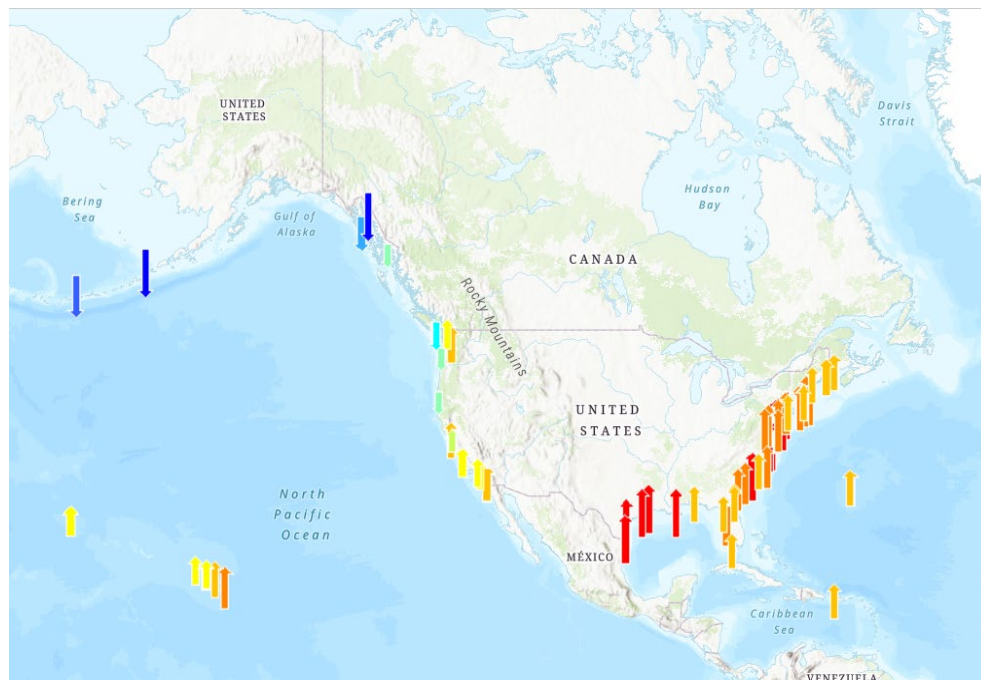 UNITED
STATES
Davis
Strait
Bering
Sea
Hudson
Bay
Gulf of
Alaska
CANADA
Rocky Mountains
UNITED
STATES
North
Pacific
Ocean
MÉXICO
Caribbean
Sea
VENEZUELA